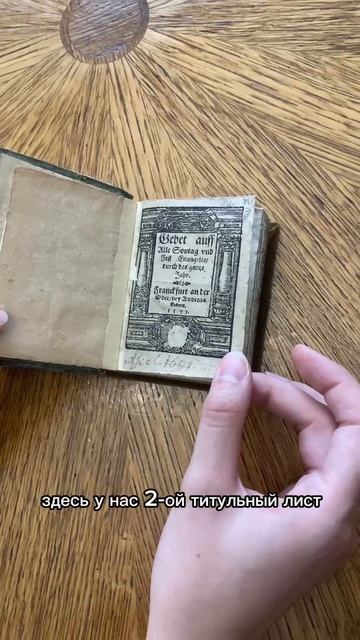 Gebet auff
Alle Sontag vnd
Fest Euangelia/
durch das gantze
Jahr.
Franckfurt an der
Oder/ bey Andreas
здесь у нас 2-ой титульный лист